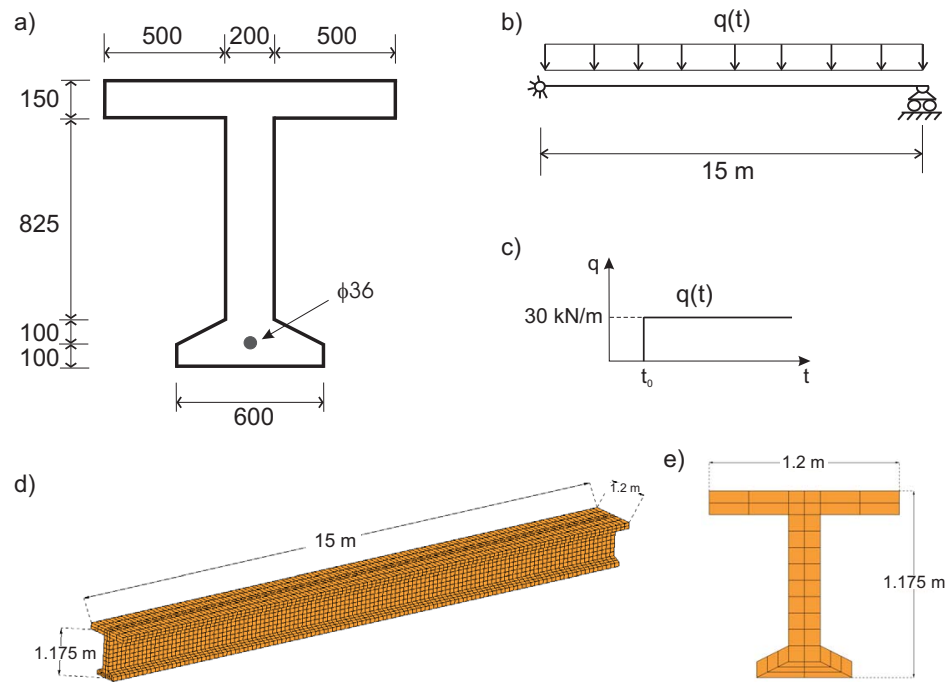 a)
500 200 500
150
825
100
100
ϕ36
600
b)
q(t)
15 m
c)
q
q(t)
30 kN/m
t₀
t
d)
15 m
1.2 m
1.175 m
e)
1.2 m
1.175 m